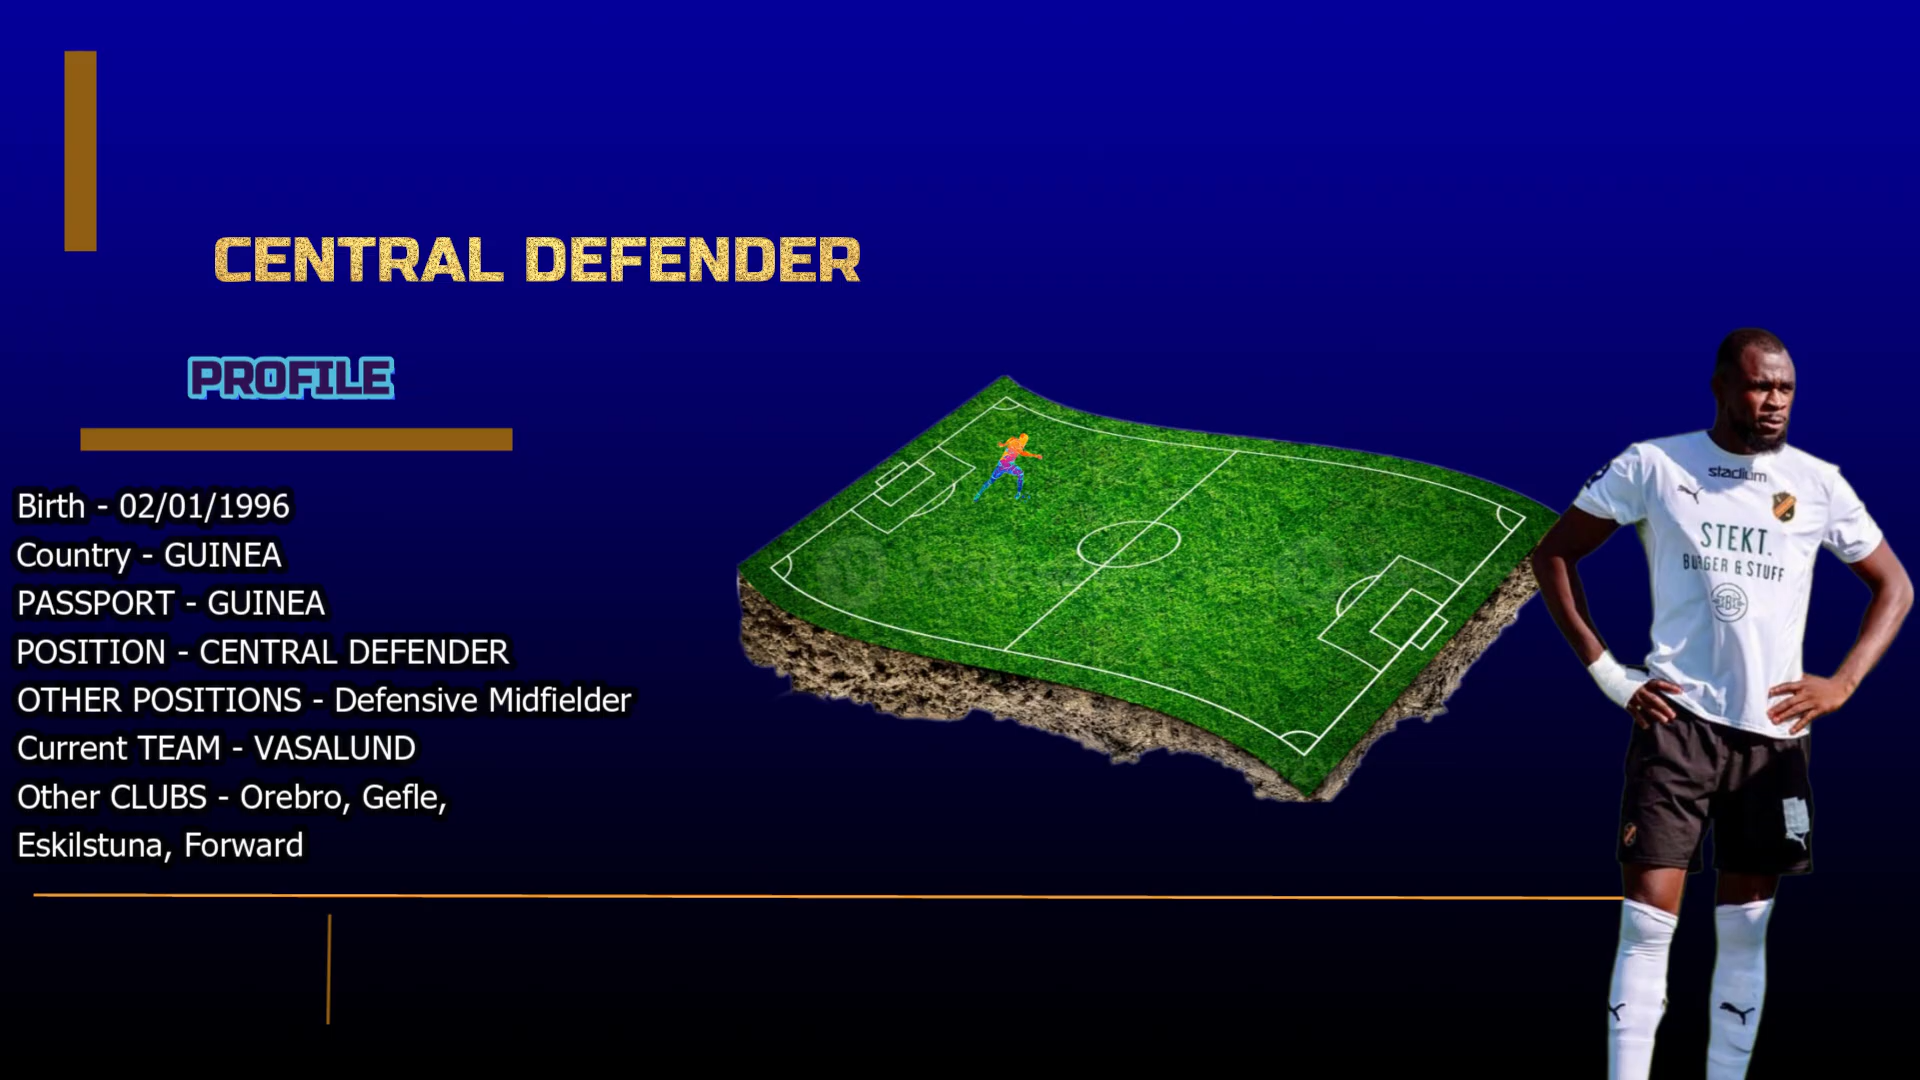 CENTRAL DEFENDER
PROFILE
Birth - 02/01/1996
Country - GUINEA
PASSPORT - GUINEA
POSITION - CENTRAL DEFENDER
OTHER POSITIONS - Defensive Midfielder
Current TEAM - VASALUND
Other CLUBS - Orebro, Gefle,
Eskilstuna, Forward
stadium
STEKT.
BURGER & STUFF